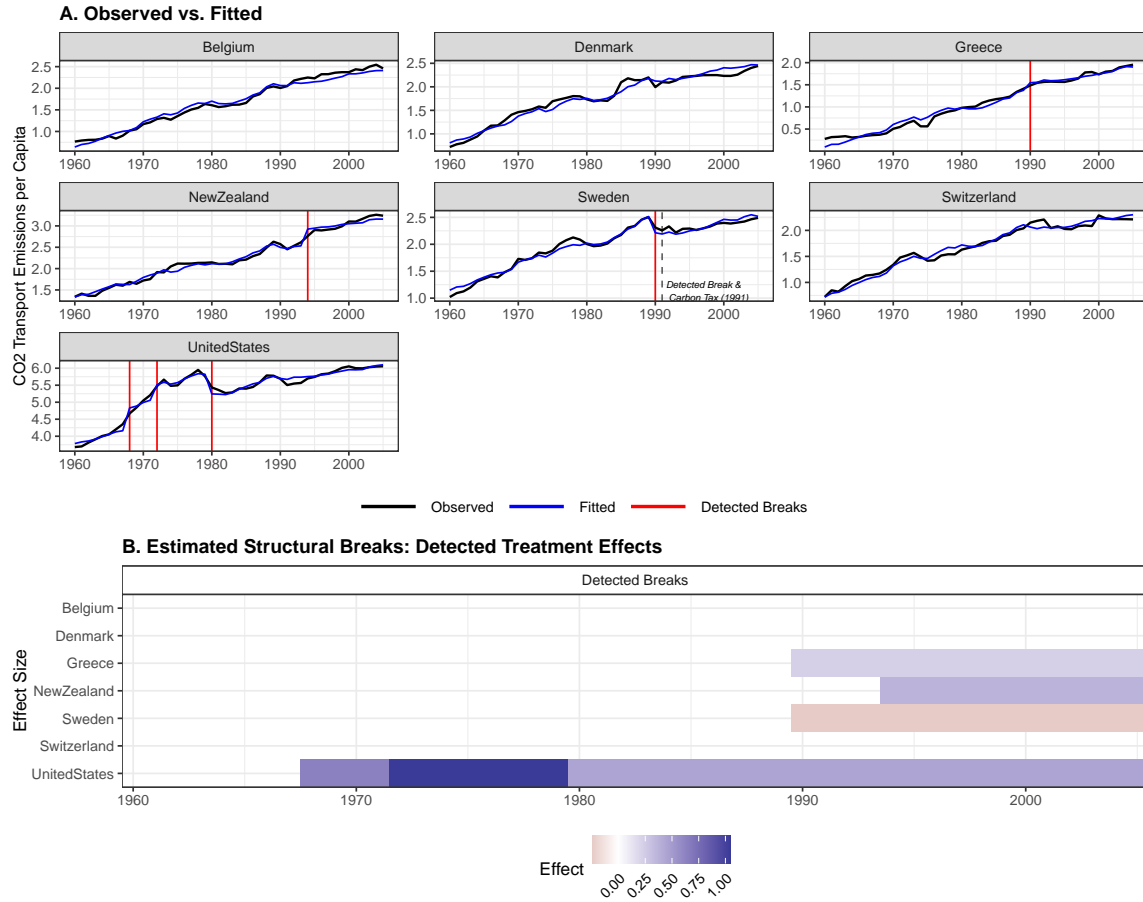 A. Observed vs. Fitted
CO2 Transport Emissions per Capita
Belgium
2.5
2.0
1.5
1.0
1960 1970 1980 1990 2000
Denmark
2.5
2.0
1.5
1.0
1960 1970 1980 1990 2000
Greece
2.0
1.5
1.0
0.5
1960 1970 1980 1990 2000
NewZealand
3.0
2.5
2.0
1.5
1960 1970 1980 1990 2000
Sweden
2.5
2.0
1.5
1.0
Detected Break &
Carbon Tax (1991)
1960 1970 1980 1990 2000
Switzerland
2.0
1.5
1.0
1960 1970 1980 1990 2000
UnitedStates
6.0
5.5
5.0
4.5
4.0
1960 1970 1980 1990 2000
Observed Fitted Detected Breaks
B. Estimated Structural Breaks: Detected Treatment Effects
Detected Breaks
Effect Size
Belgium
Denmark
Greece
NewZealand
Sweden
Switzerland
UnitedStates
1960 1970 1980 1990 2000
Effect
0.00 0.25 0.50 0.75 1.00